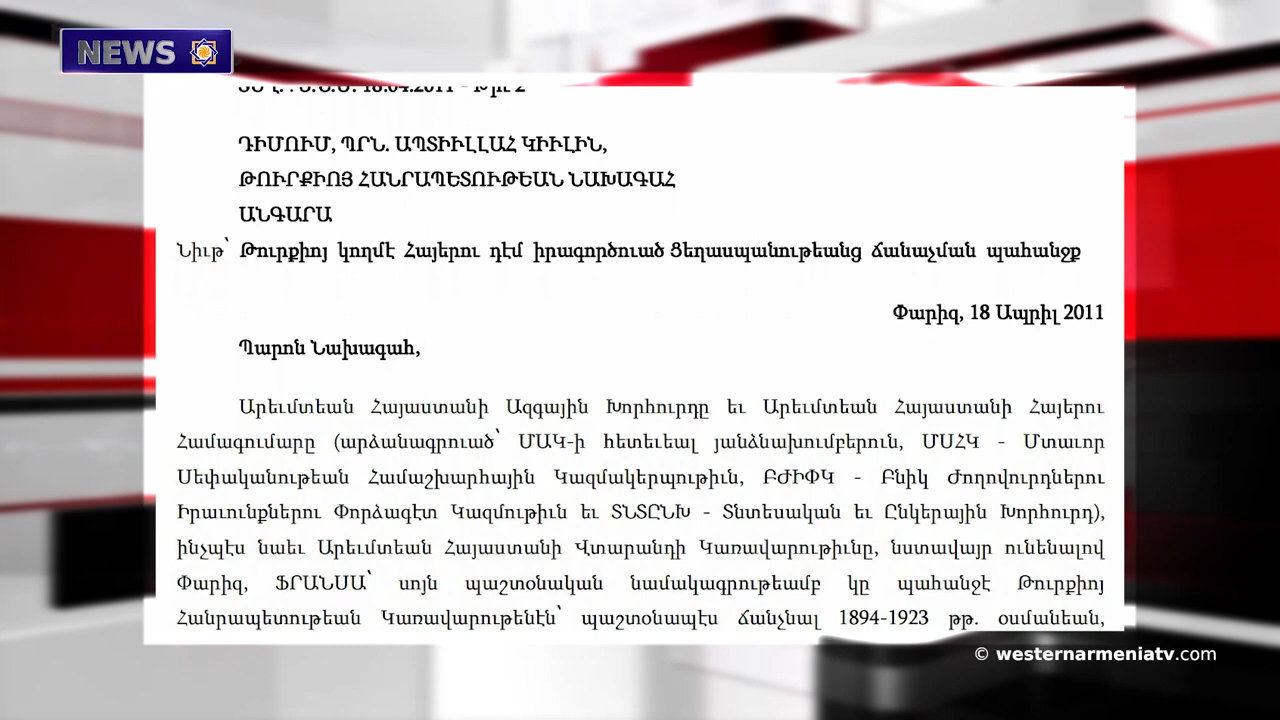 NEWS
18.04.2011 -
ԴԻՄՈՒՄ, ՊՐՆ. ԱՊՏԻՒԼԼԱՀ ԿԻՒԼԻՆ,
ԹՈՒՐՔԻՈՅ ՀԱՆՐԱՊԵՏՈՒԹԵԱՆ ՆԱԽԱԳԱՀ
ԱՆԳԱՐԱ
Նիւթ՝ Թուրքիոյ կողմէ Հայերու դէմ իրագործուած Ցեղասպանութեանց ճանաչման պահանջք
Փարիզ, 18 Ապրիլ 2011
Պարոն Նախագահ,
Արեւմտեան Հայաստանի Ազգային Խորհուրդը եւ Արեւմտեան Հայաստանի Հայերու
Համագումարը (արձանագրուած՝ ՄԱԿ-ի հետեւեալ յանձնախումբերուն, ՄՍՀԿ - Մտաւոր
Սեփականութեան Համաշխարհային Կազմակերպութիւն, ԲԺԻՓԿ - Բնիկ Ժողովուրդներու
Իրաւունքներու Փորձագէտ Կազմութիւն եւ ՏՆՏԸՆԽ - Տնտեսական եւ Ընկերային Խորհուրդ),
ինչպէս նաեւ Արեւմտեան Հայաստանի Վտարանդի Կառավարութիւնը, նստավայր ունենալով
Փարիզ, ՖՐԱՆՍԱ՝ սոյն պաշտօնական նամակագրութեամբ կը պահանջէ Թուրքիոյ
Հանրապետութեան Կառավարութենէն՝ պաշտօնապէս ճանչնալ 1894-1923 թթ. օսմանեան,
© westernarmeniatv.com